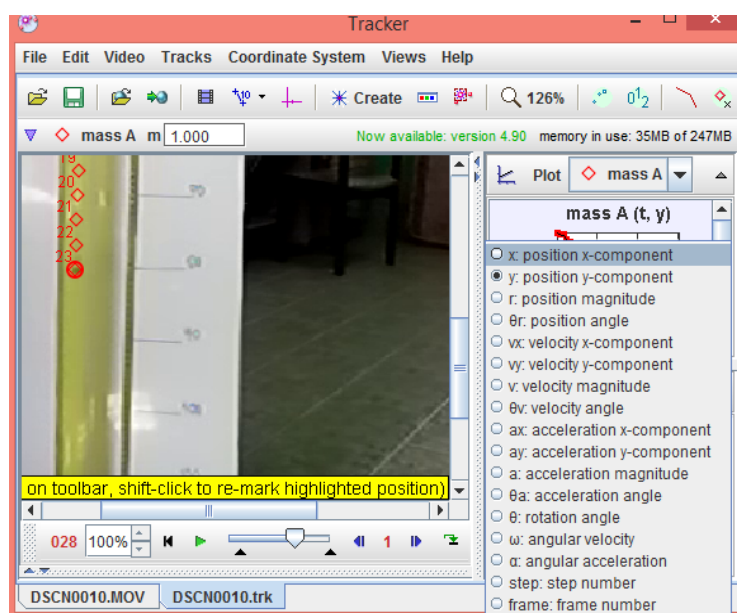 Tracker
File Edit Video Tracks Coordinate System Views Help
Create 126%
mass A m 1.000 Now available: version 4.90 memory in use: 35MB of 247MB
Plot mass A
mass A (t, y)
19
20
21
22
23
x: position x-component
y: position y-component
r: position magnitude
θr: position angle
vx: velocity x-component
vy: velocity y-component
v: velocity magnitude
θv: velocity angle
ax: acceleration x-component
ay: acceleration y-component
a: acceleration magnitude
θa: acceleration angle
θ: rotation angle
ω: angular velocity
α: angular acceleration
step: step number
frame: frame number
on toolbar, shift-click to re-mark highlighted position)
028 100% 1
DSCN0010.MOV DSCN0010.trk